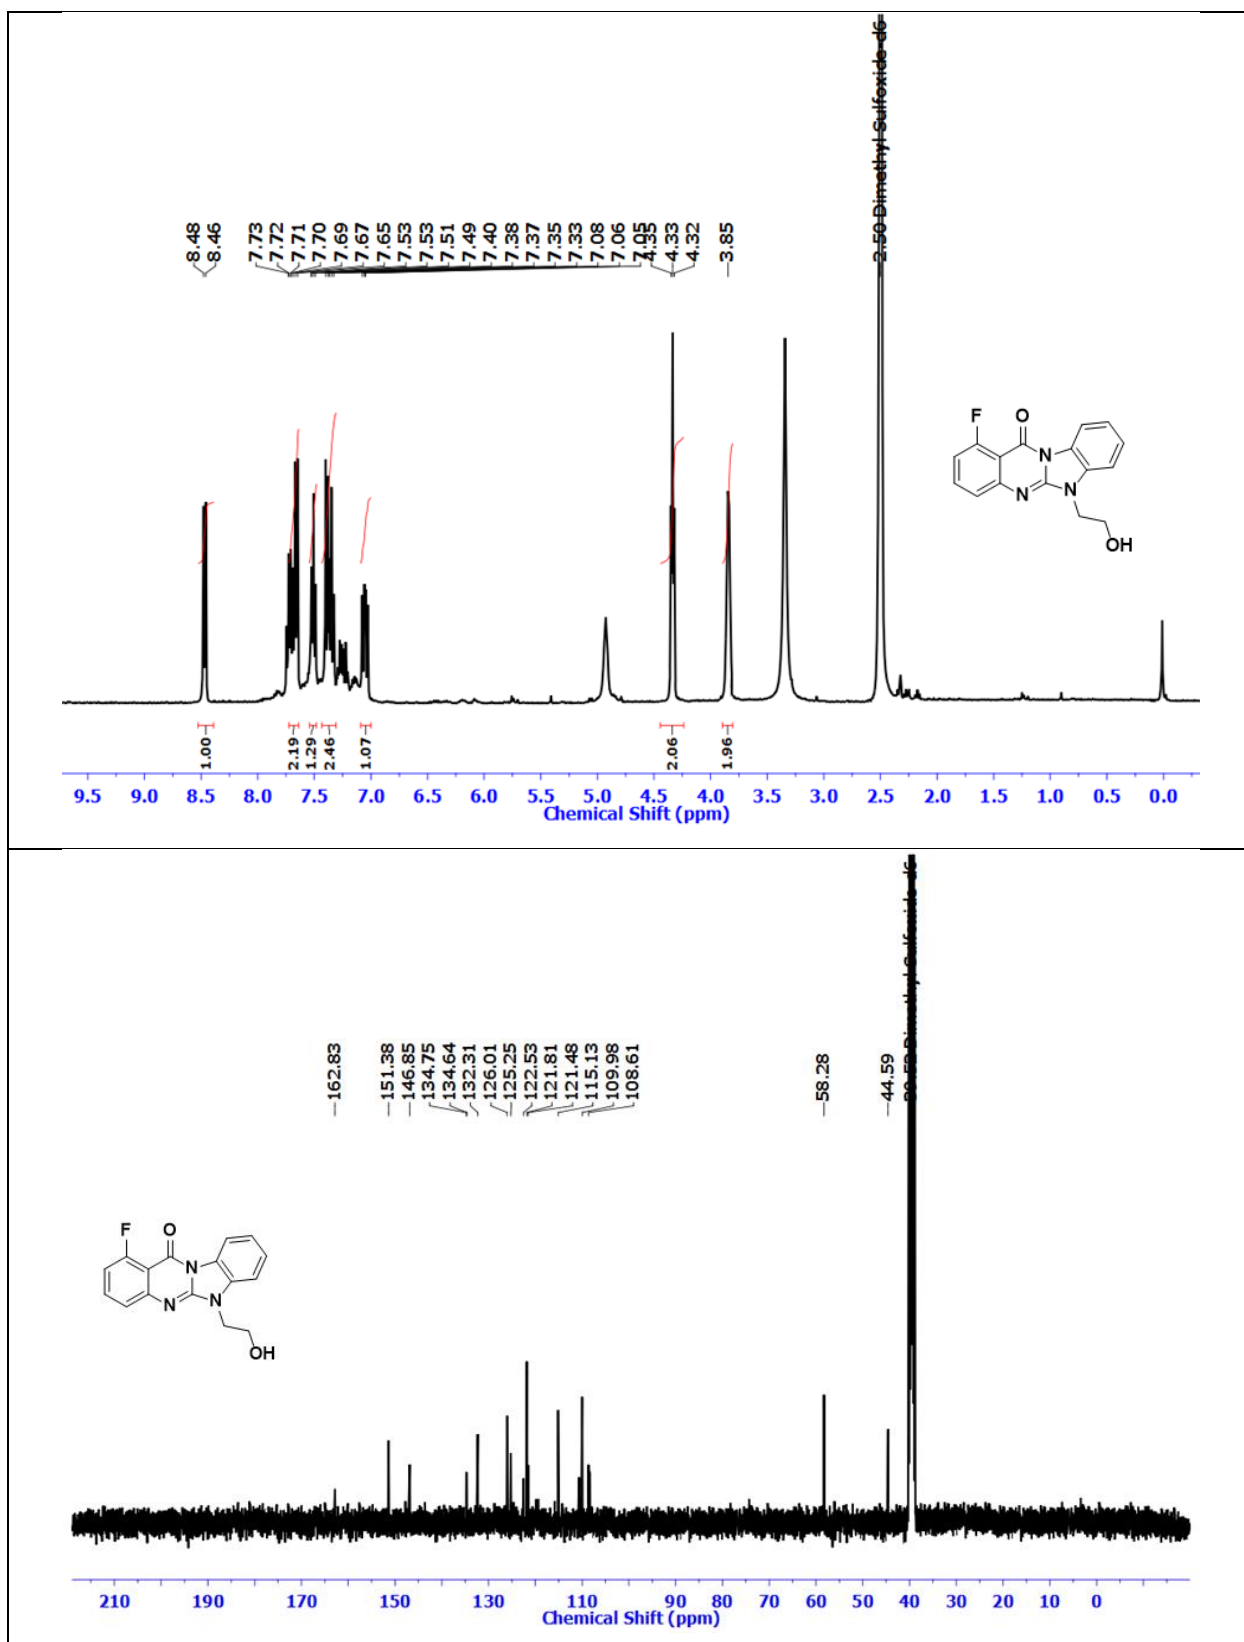 2.50 Dimethyl Sulfoxide-d6
8.48
8.46
7.73
7.72
7.71
7.70
7.69
7.67
7.65
7.53
7.53
7.51
7.49
7.40
7.38
7.37
7.35
7.33
7.08
7.06
7.05
4.35
4.33
4.32
3.85
F
O
N
N
N
OH
1.00
2.19
1.29
2.46
1.07
2.06
1.96
9.5 9.0 8.5 8.0 7.5 7.0 6.5 6.0 5.5 5.0 4.5 4.0 3.5 3.0 2.5 2.0 1.5 1.0 0.5 0.0
Chemical Shift (ppm)
39.52 Dimethyl Sulfoxide-d6
162.83
151.38
146.85
134.75
134.64
132.31
126.01
125.25
122.53
121.81
121.48
115.13
109.98
108.61
58.28
44.59
F
O
N
N
N
OH
210 190 170 150 130 110 90 80 70 60 50 40 30 20 10 0
Chemical Shift (ppm)